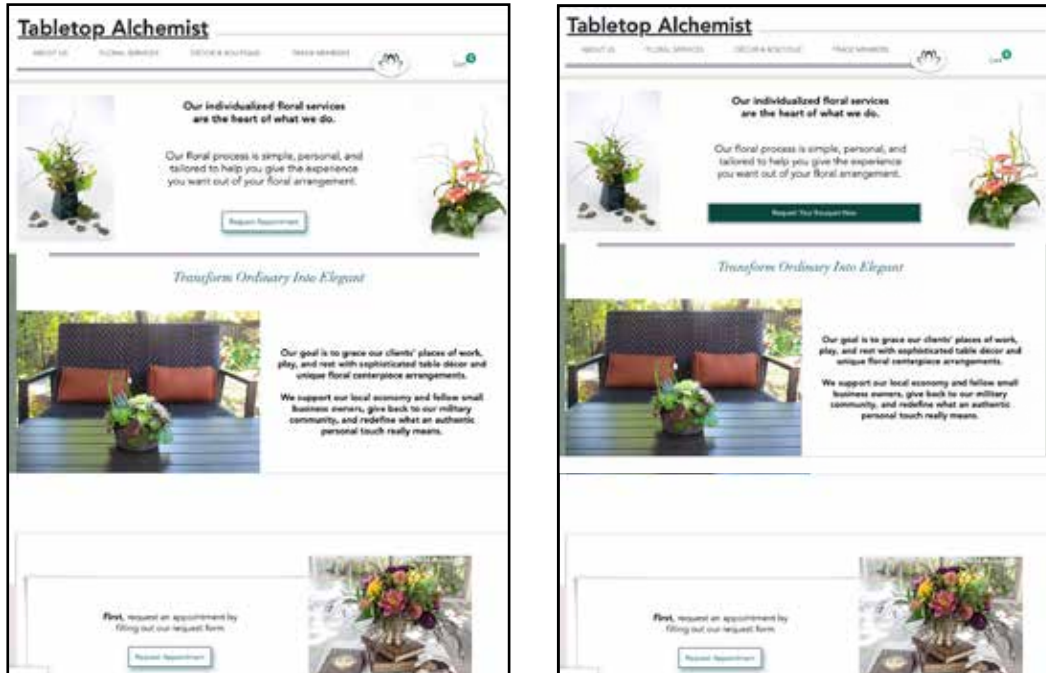 Tabletop Alchemist
ABOUT US FLORAL SERVICES DÉCOR & BOUTIQUE TRADE MEMBERS
Cart
Our individualized floral services
are the heart of what we do.
Our floral process is simple, personal, and
tailored to help you give the experience
you want out of your floral arrangement.
Request Appointment
Transform Ordinary Into Elegant
Our goal is to grace our clients' places of work,
play, and rest with sophisticated table décor and
unique floral centerpiece arrangements.
We support our local economy and fellow small
business owners, give back to our military
community, and redefine what an authentic
personal touch really means.
First, request an appointment by
filling out our request form
Request Appointment
Tabletop Alchemist
ABOUT US FLORAL SERVICES DÉCOR & BOUTIQUE TRADE MEMBERS
Cart
Our individualized floral services
are the heart of what we do.
Our floral process is simple, personal, and
tailored to help you give the experience
you want out of your floral arrangement.
Request Your Bouquet Now
Transform Ordinary Into Elegant
Our goal is to grace our clients' places of work,
play, and rest with sophisticated table décor and
unique floral centerpiece arrangements.
We support our local economy and fellow small
business owners, give back to our military
community, and redefine what an authentic
personal touch really means.
First, request an appointment by
filling out our request form
Request Appointment